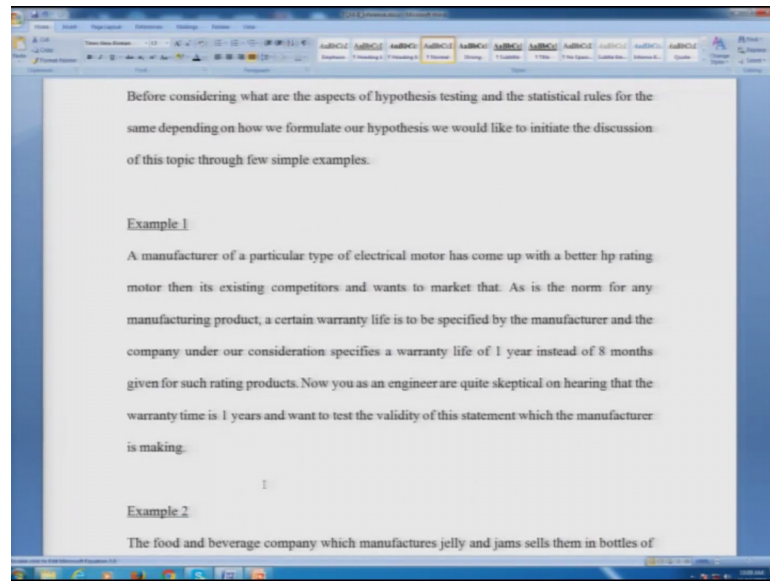 Home
Before considering what are the aspects of hypothesis testing and the statistical rules for the
same depending on how we formulate our hypothesis we would like to initiate the discussion
of this topic through few simple examples.
Example 1
A manufacturer of a particular type of electrical motor has come up with a better hp rating
motor then its existing competitors and wants to market that. As is the norm for any
manufacturing product, a certain warranty life is to be specified by the manufacturer and the
company under our consideration specifies a warranty life of 1 year instead of 8 months
given for such rating products. Now you as an engineer are quite skeptical on hearing that the
warranty time is 1 years and want to test the validity of this statement which the manufacturer
is making.
Example 2
The food and beverage company which manufactures jelly and jams sells them in bottles of